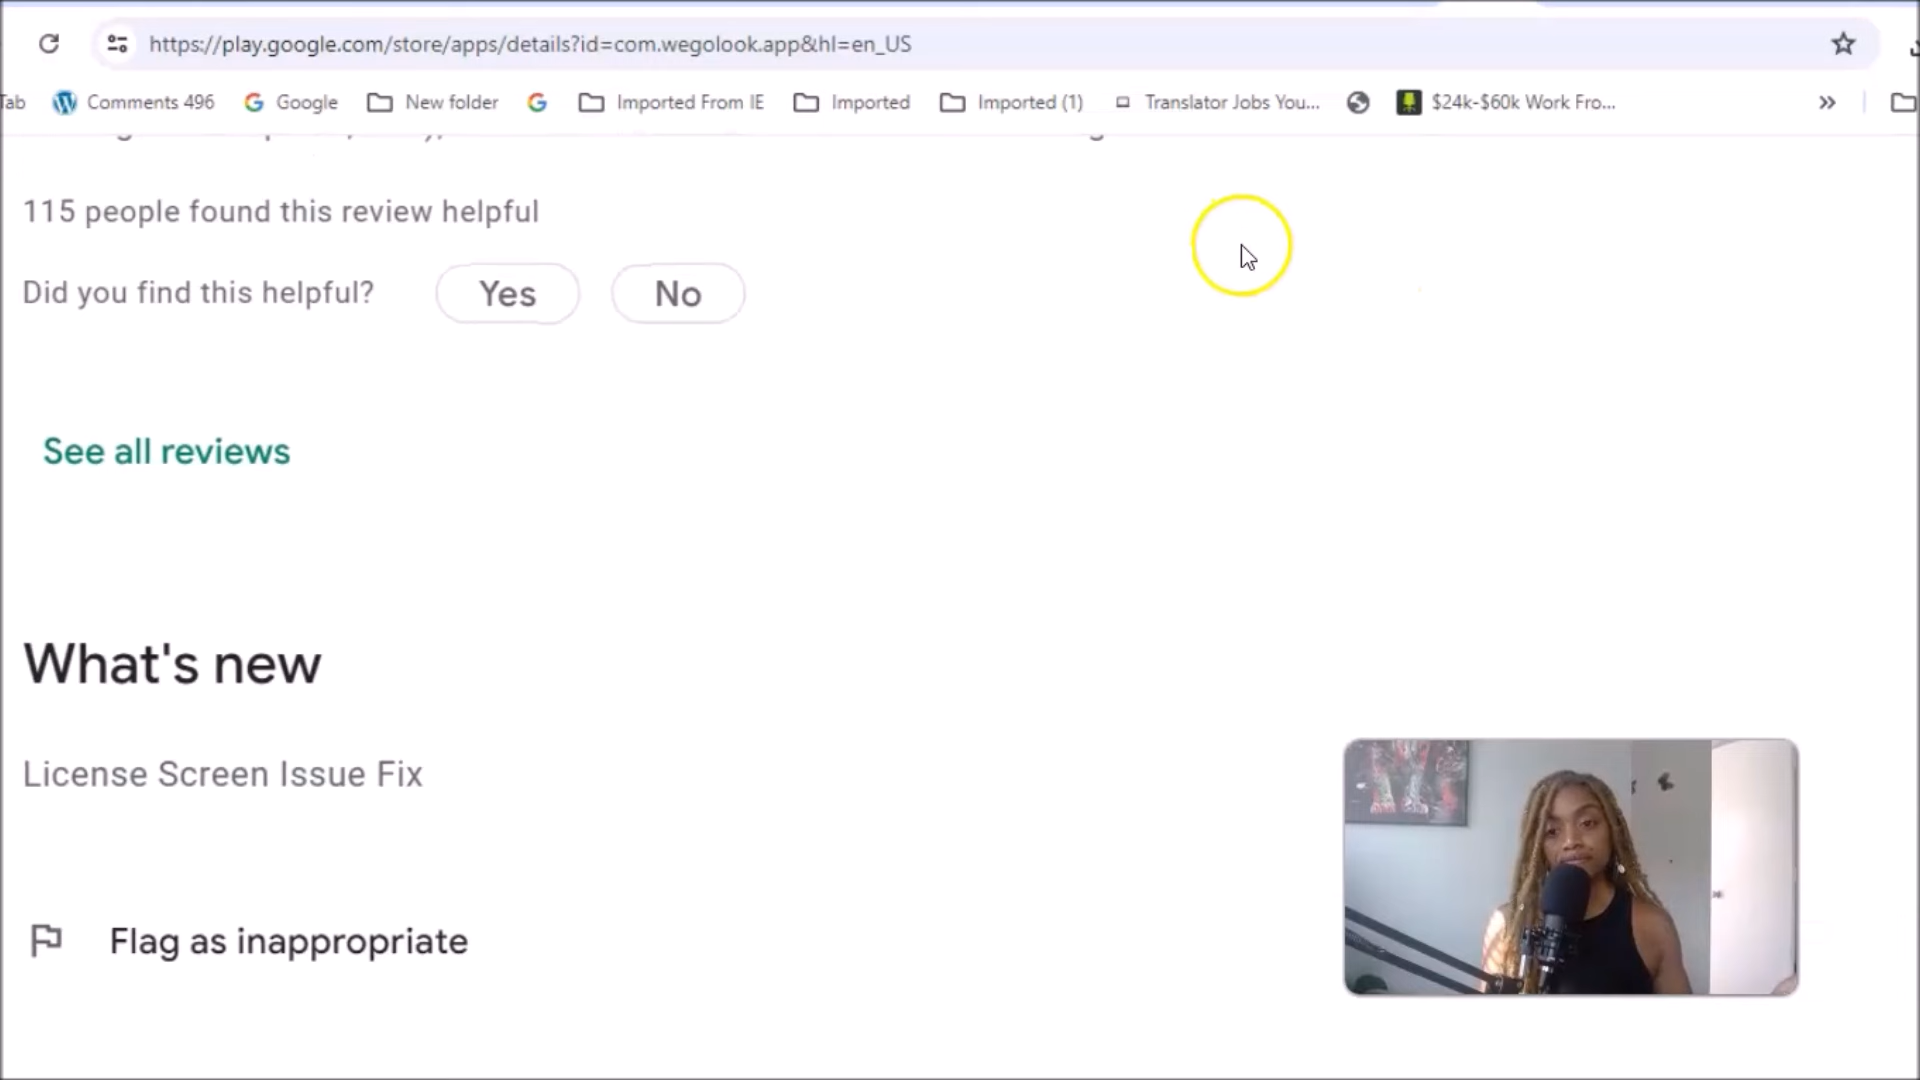 https://play.google.com/store/apps/details?id=com.wegolook.app&hl=en_US
Tab Comments 496 Google New folder Imported From IE Imported Imported (1) Translator Jobs You... $24k-$60k Work Fro...
115 people found this review helpful
Did you find this helpful? Yes No
See all reviews
What's new
License Screen Issue Fix
Flag as inappropriate